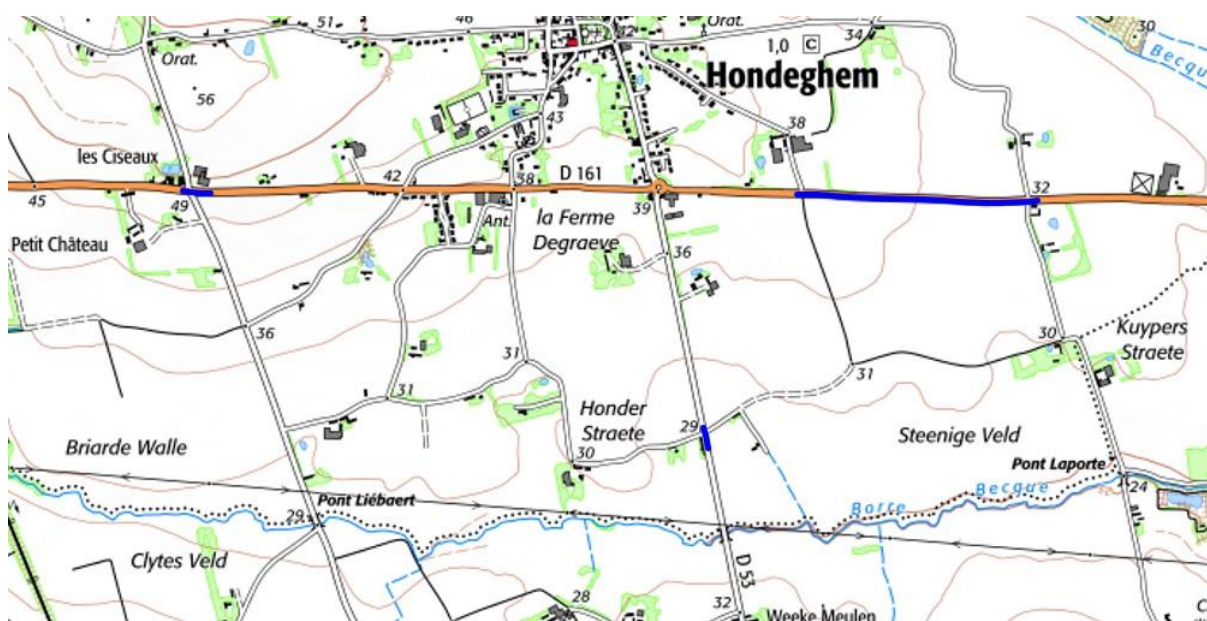 51
46
42
Orat.
34
30
Becque
1,0 C
Hondeghem
Orat.
56
43
38
les Ciseaux
45
49
42
38
D 161
39
32
Ant.
la Ferme
Degraeve
Petit Château
36
36
30
Kuypers
Straete
31
31
31
Honder
Straete
29
Steenige Veld
Briarde Walle
30
Pont Laporte
24
Pont Liébaert
29
Borre Becque
Clytes Veld
D 53
28
32
Weeke Meulen